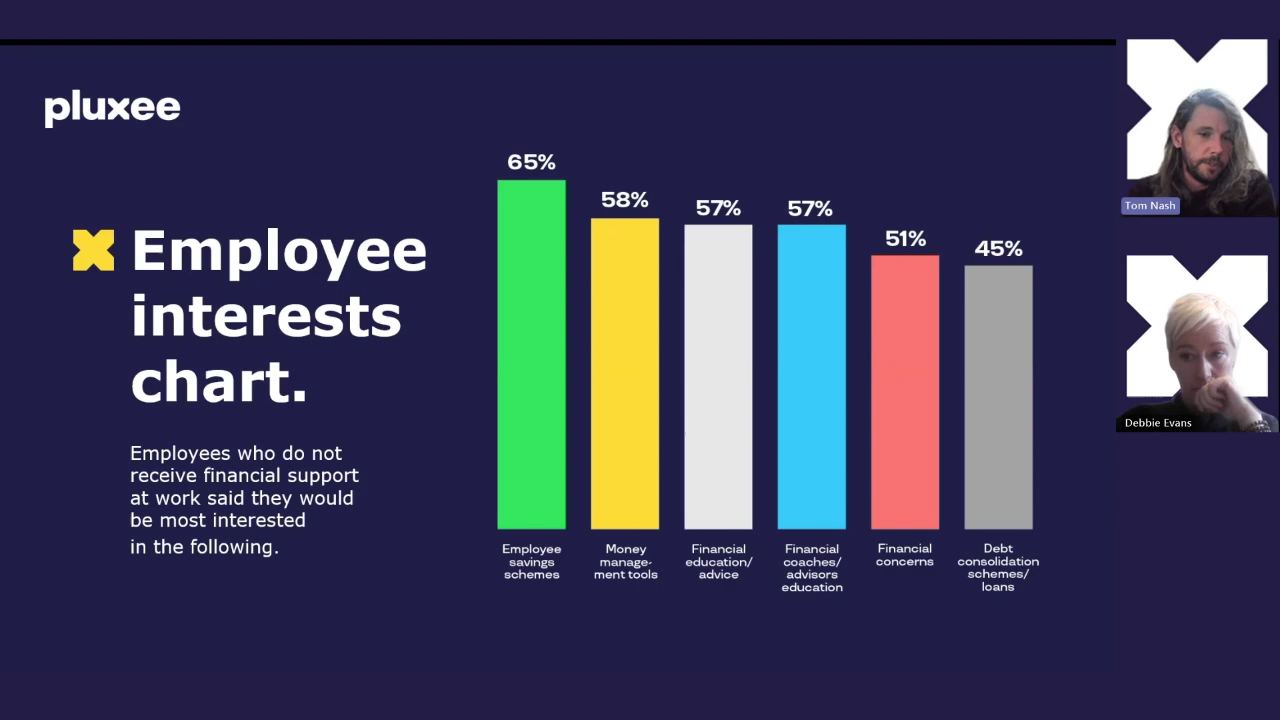 pluxee
Employee
interests
chart.
Employees who do not
receive financial support
at work said they would
be most interested
in the following.
65%
58%
57%
57%
51%
45%
Employee
savings
schemes
Money
manage-
ment tools
Financial
education/
advice
Financial
coaches/
advisors
education
Financial
concerns
Debt
consolidation
schemes/
loans
Tom Nash
Debbie Evans